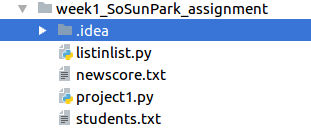 week1_SoSunPark_assignment
.idea
listinlist.py
newscore.txt
project1.py
students.txt